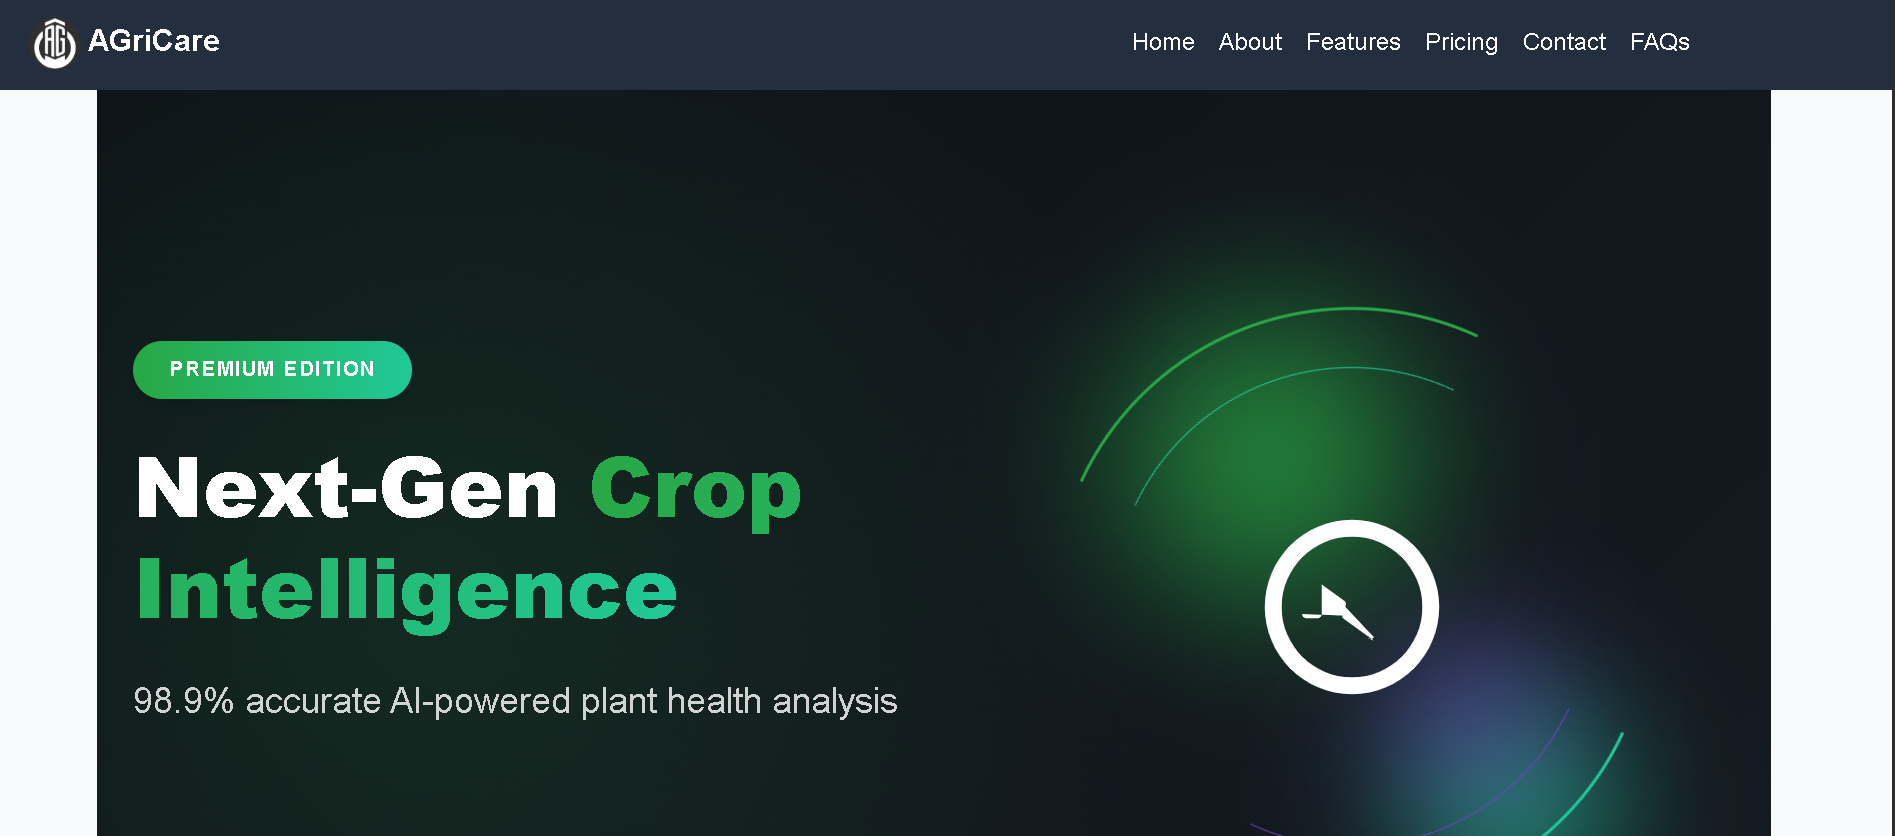 AG
AGriCare
Home About Features Pricing Contact FAQs
PREMIUM EDITION
Next-Gen Crop
Intelligence
98.9% accurate AI-powered plant health analysis